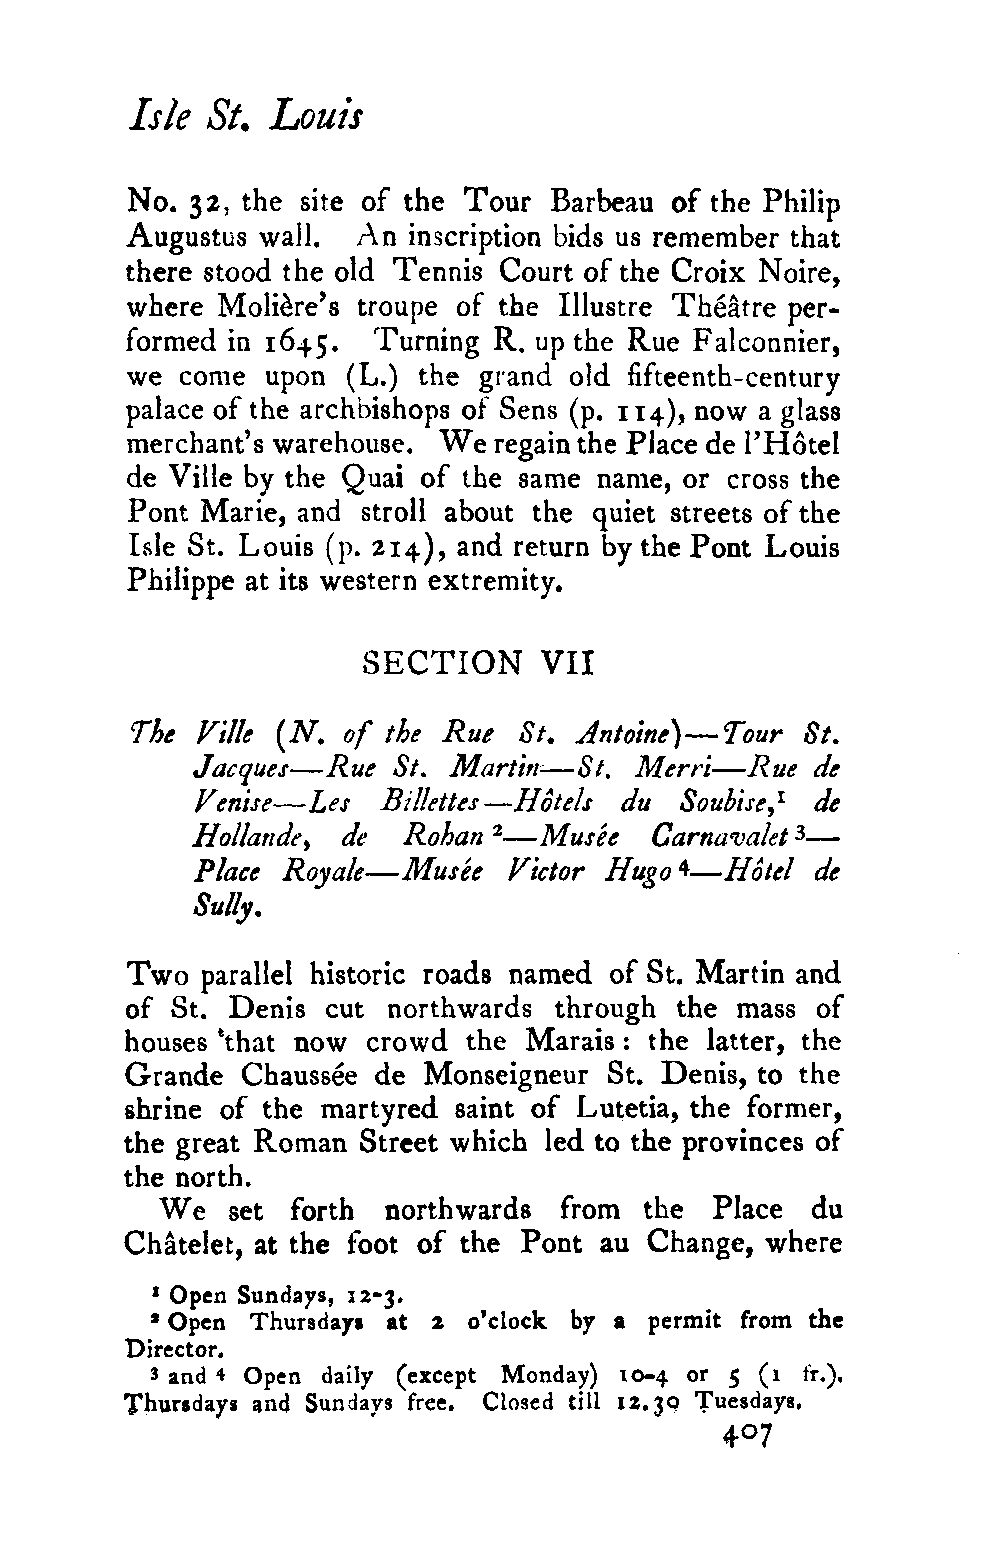 Isle St. Louis
No. 32, the site of the Tour Barbeau of the Philip
Augustus wall. An inscription bids us remember that
there stood the old Tennis Court of the Croix Noire,
where Molière's troupe of the Illustre Théâtre per-
formed in 1645. Turning R. up the Rue Falconnier,
we come upon (L.) the grand old fifteenth-century
palace of the archbishops of Sens (p. 114), now a glass
merchant's warehouse. We regain the Place de l'Hôtel
de Ville by the Quai of the same name, or cross the
Pont Marie, and stroll about the quiet streets of the
Isle St. Louis (p. 214), and return by the Pont Louis
Philippe at its western extremity.
SECTION VII
The Ville (N. of the Rue St. Antoine)—Tour St.
Jacques—Rue St. Martin—St. Merri—Rue de
Venise—Les Billettes—Hôtels du Soubise,¹ de
Hollande, de Rohan ²—Musée Carnavalet ³—
Place Royale—Musée Victor Hugo ⁴—Hôtel de
Sully.
Two parallel historic roads named of St. Martin and
of St. Denis cut northwards through the mass of
houses 'that now crowd the Marais: the latter, the
Grande Chaussée de Monseigneur St. Denis, to the
shrine of the martyred saint of Lutetia, the former,
the great Roman Street which led to the provinces of
the north.
We set forth northwards from the Place du
Châtelet, at the foot of the Pont au Change, where
¹ Open Sundays, 12-3.
² Open Thursdays at 2 o'clock by a permit from the
Director.
³ and ⁴ Open daily (except Monday) 10-4 or 5 (1 fr.).
Thursdays and Sundays free. Closed till 12.30 Tuesdays.
407